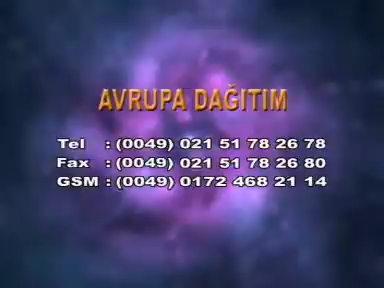 AVRUPA DAĞITIM
Tel : (0049) 021 51 78 26 78
Fax : (0049) 021 51 78 26 80
GSM : (0049) 0172 468 21 14